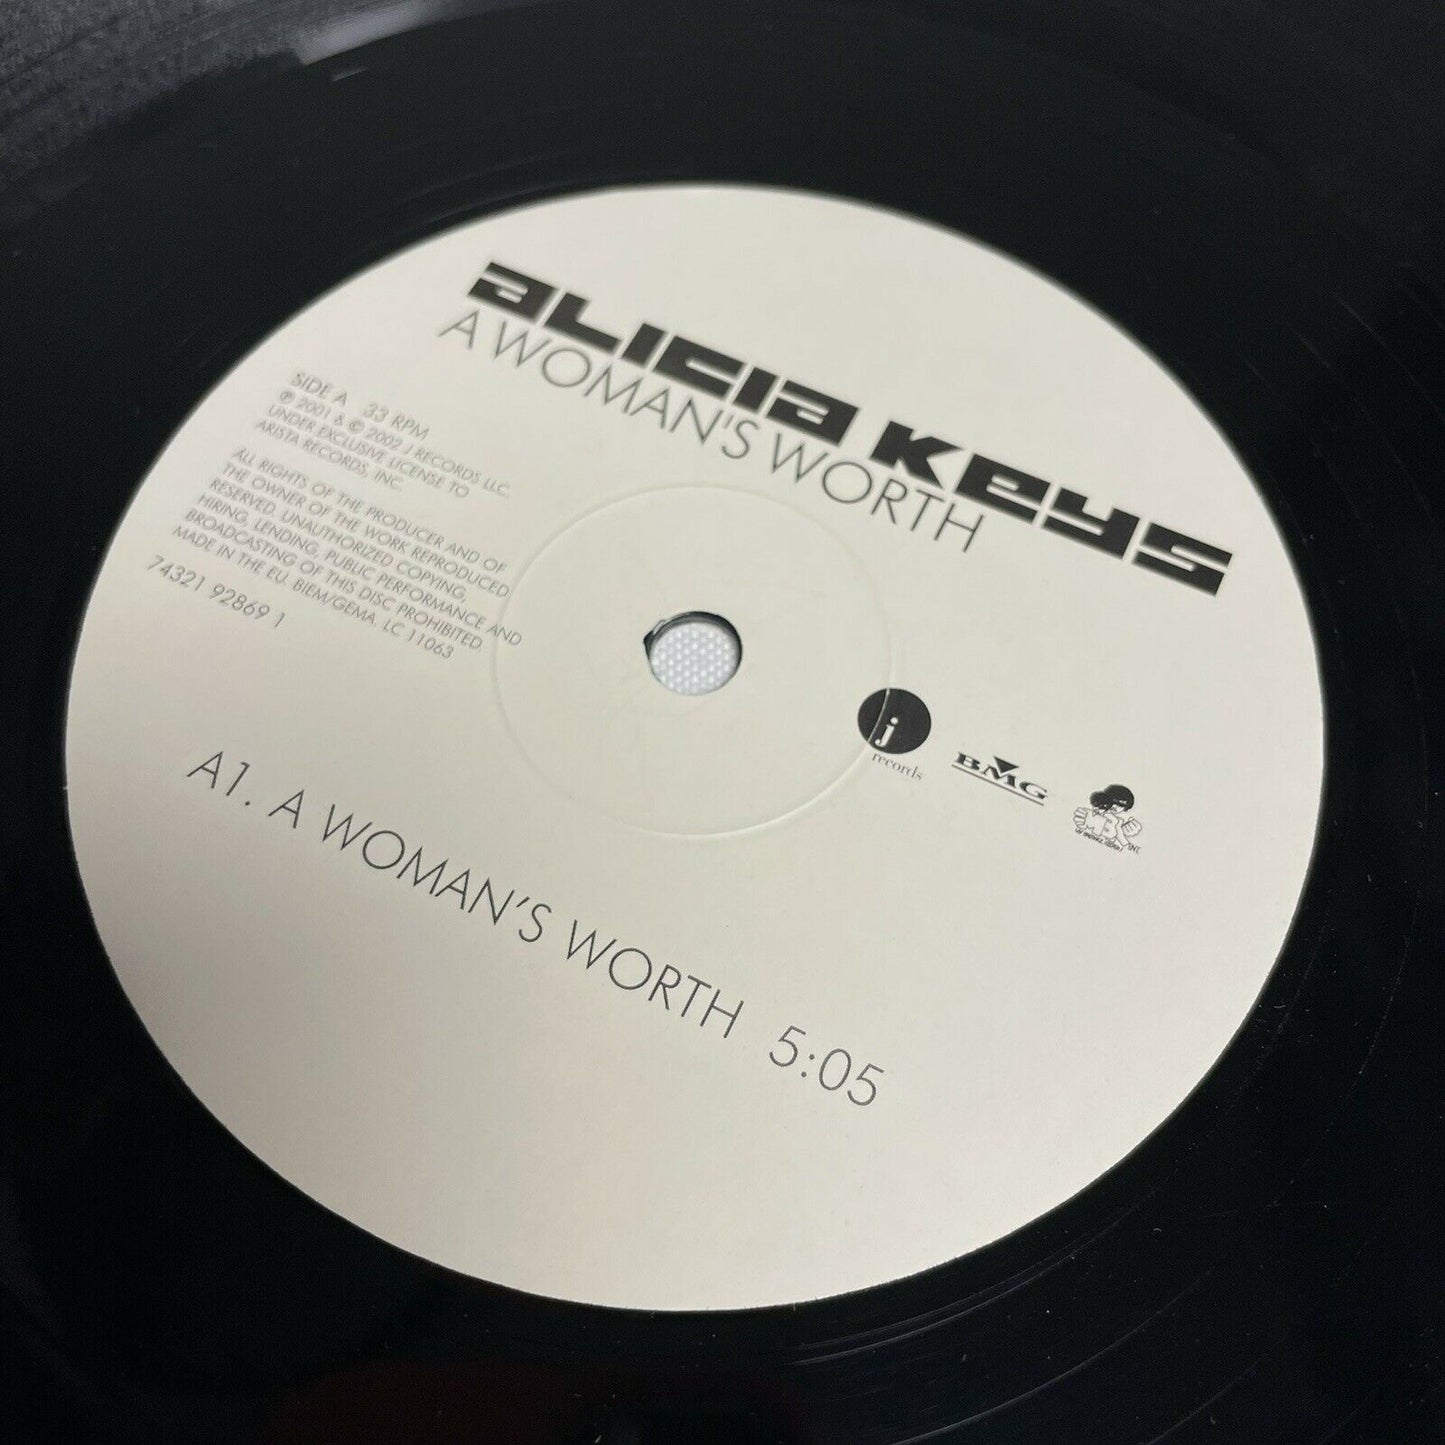 aLICIa Keys
A WOMAN'S WORTH
SIDE A 33 RPM
℗ 2001 & © 2002 J RECORDS LLC,
UNDER EXCLUSIVE LICENSE TO
ARISTA RECORDS, INC.
ALL RIGHTS OF THE PRODUCER AND OF
THE OWNER OF THE WORK REPRODUCED
RESERVED. UNAUTHORIZED COPYING,
HIRING, LENDING, PUBLIC PERFORMANCE AND
BROADCASTING OF THIS DISC PROHIBITED.
MADE IN THE EU. BIEM/GEMA. LC 11063
74321 92869 1
j
records
BMG
MBK
INC.
A1. A WOMAN'S WORTH 5:05